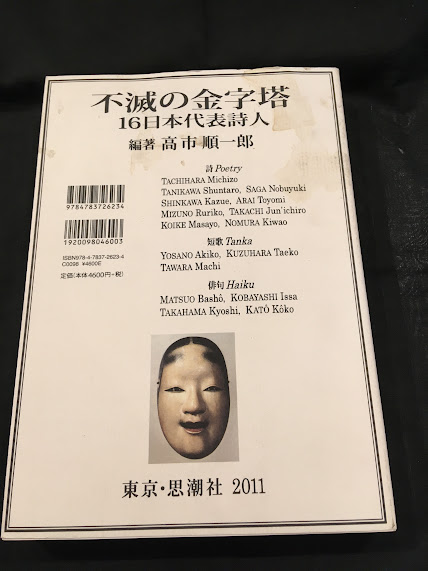 不滅の金字塔
16日本代表詩人
編著 高市順一郎
詩 Poetry
TACHIHARA Michizo
TANIKAWA Shuntaro, SAGA Nobuyuki
SHINKAWA Kazue, ARAI Toyomi
MIZUNO Ruriko, TAKACHI Jun'ichiro
KOIKE Masayo, NOMURA Kiwao
短歌 Tanka
YOSANO Akiko, KUZUHARA Taeko
TAWARA Machi
俳句 Haiku
MATSUO Bashô, KOBAYASHI Issa
TAKAHAMA Kyoshi, KATÔ Kôko
9784783726234
1920098046003
ISBN978-4-7837-2623-4
C0098 ¥4600E
定価(本体4600円+税)
東京・思潮社 2011